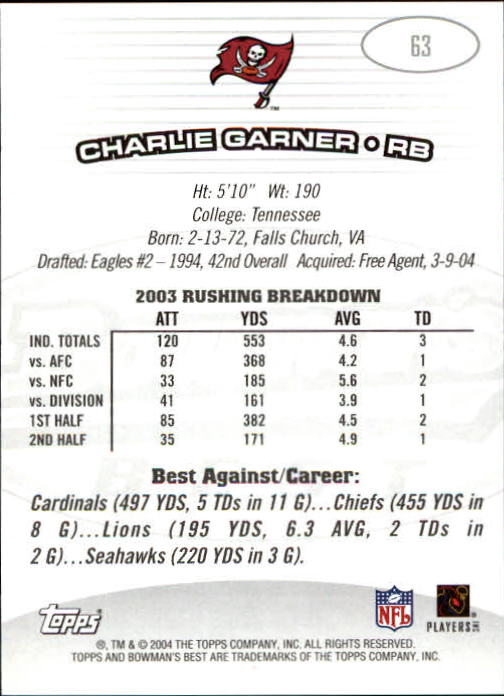 63
CHARLIE GARNER • RB
Ht: 5'10" Wt: 190
College: Tennessee
Born: 2-13-72, Falls Church, VA
Drafted: Eagles #2 – 1994, 42nd Overall Acquired: Free Agent, 3-9-04
2003 RUSHING BREAKDOWN
ATT YDS AVG TD
IND. TOTALS 120 553 4.6 3
vs. AFC 87 368 4.2 1
vs. NFC 33 185 5.6 2
vs. DIVISION 41 161 3.9 1
1ST HALF 85 382 4.5 2
2ND HALF 35 171 4.9 1
Best Against/Career:
Cardinals (497 YDS, 5 TDs in 11 G)...Chiefs (455 YDS in
8 G)...Lions (195 YDS, 6.3 AVG, 2 TDs in
2 G)...Seahawks (220 YDS in 3 G).
Topps® NFL PLAYERS INC
®, TM & © 2004 THE TOPPS COMPANY, INC. ALL RIGHTS RESERVED.
TOPPS AND BOWMAN'S BEST ARE TRADEMARKS OF THE TOPPS COMPANY, INC.